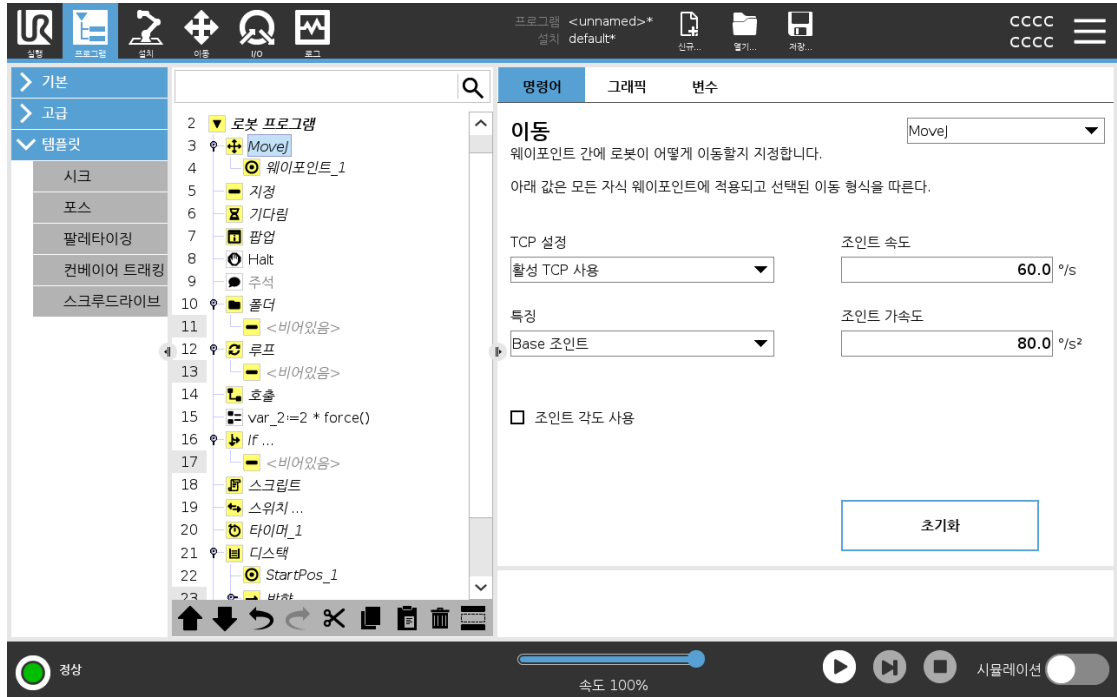 UR
실행
프로그램
설치
이동
I/O
로그
프로그램 <unnamed>*
설치 default*
신규...
열기...
저장...
CCCC
CCCC
기본
고급
템플릿
시크
포스
팔레타이징
컨베이어 트래킹
스크루드라이브
2 로봇 프로그램
3 MoveJ
4 웨이포인트_1
5 지정
6 기다림
7 팝업
8 Halt
9 주석
10 폴더
11 <비어있음>
12 루프
13 <비어있음>
14 호출
15 var_2:=2 * force()
16 If ...
17 <비어있음>
18 스크립트
19 스위치 ...
20 타이머_1
21 디스택
22 StartPos_1
23 방향
명령어
그래픽
변수
이동
MoveJ
웨이포인트 간에 로봇이 어떻게 이동할지 지정합니다.
아래 값은 모든 자식 웨이포인트에 적용되고 선택된 이동 형식을 따른다.
TCP 설정
조인트 속도
활성 TCP 사용
60.0 °/s
특징
조인트 가속도
Base 조인트
80.0 °/s²
조인트 각도 사용
초기화
정상
속도 100%
시뮬레이션